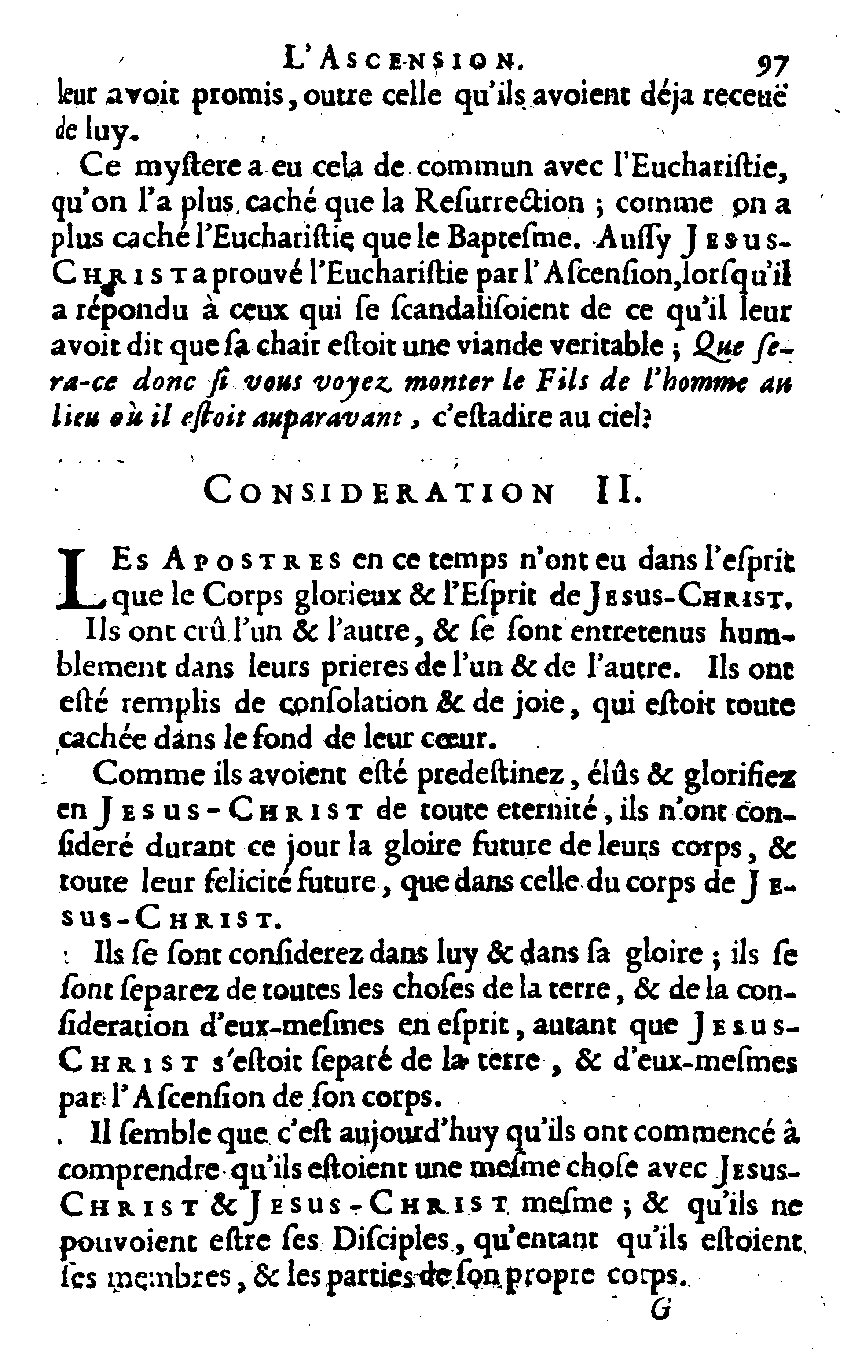 L'ASCENSION. 97
leur avoit promis, outre celle qu'ils avoient déja receuë
de luy.
Ce myſtere a eu cela de commun avec l'Euchariſtie,
qu'on l'a plus caché que la Reſurrection ; comme on a
plus caché l'Euchariſtie que le Bapteſme. Auſſy JESUS-
CHRIST a prouvé l'Euchariſtie par l'Aſcenſion, lorſqu'il
a répondu à ceux qui ſe ſcandaliſoient de ce qu'il leur
avoit dit que ſa chair eſtoit une viande veritable ; Que ſe-
ra-ce donc ſi vous voyez monter le Fils de l'homme au
lieu où il eſtoit auparavant, c'eſtadire au ciel?
CONSIDERATION II.
LES APOSTRES en ce temps n'ont eu dans l'eſprit
que le Corps glorieux & l'Eſprit de JESUS-CHRIST.
Ils ont crû l'un & l'autre, & ſe ſont entretenus hum-
blement dans leurs prieres de l'un & de l'autre. Ils ont
eſté remplis de conſolation & de joie, qui eſtoit toute
cachée dans le fond de leur cœur.
Comme ils avoient eſté predeſtinez, élûs & glorifiez
en JESUS-CHRIST de toute eternité, ils n'ont con-
ſideré durant ce jour la gloire future de leurs corps, &
toute leur felicité future, que dans celle du corps de JE-
SUS-CHRIST.
Ils ſe ſont conſiderez dans luy & dans ſa gloire ; ils ſe
ſont ſeparez de toutes les choſes de la terre, & de la con-
ſideration d'eux-meſmes en eſprit, autant que JESUS-
CHRIST s'eſtoit ſeparé de la terre, & d'eux-meſmes
par l'Aſcenſion de ſon corps.
Il ſemble que c'eſt aujourd'huy qu'ils ont commencé à
comprendre qu'ils eſtoient une meſme choſe avec JESUS-
CHRIST & JESUS-CHRIST meſme ; & qu'ils ne
pouvoient eſtre ſes Diſciples, qu'entant qu'ils eſtoient
ſes membres, & les parties de ſon propre corps.
G